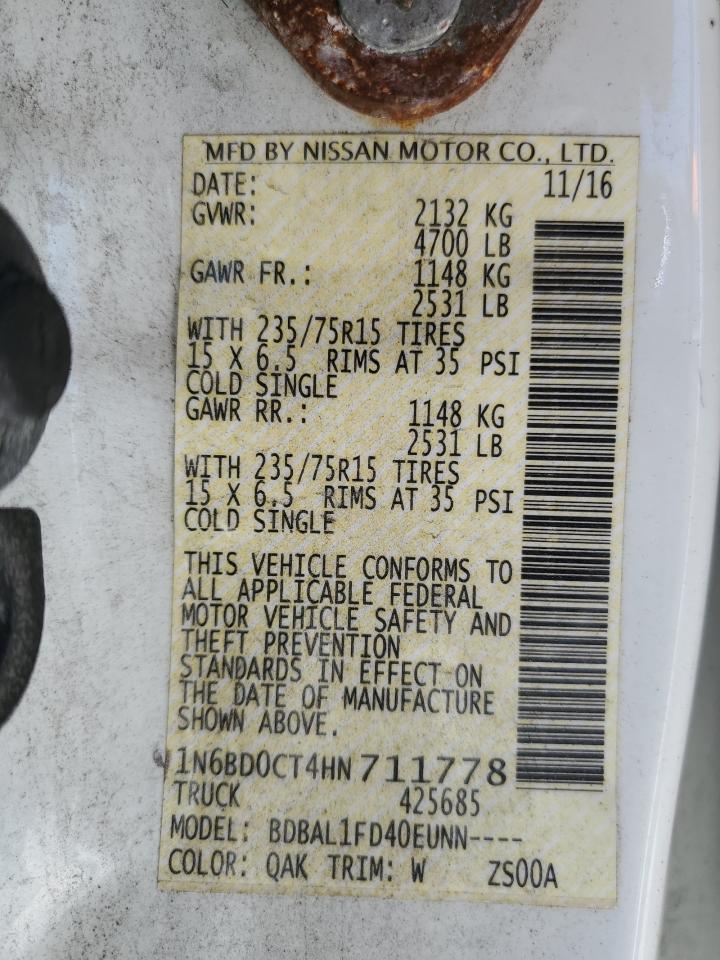 MFD BY NISSAN MOTOR CO., LTD.
DATE: 11/16
GVWR: 2132 KG
4700 LB
GAWR FR.: 1148 KG
2531 LB
WITH 235/75R15 TIRES
15 X 6.5 RIMS AT 35 PSI
COLD SINGLE
GAWR RR.: 1148 KG
2531 LB
WITH 235/75R15 TIRES
15 X 6.5 RIMS AT 35 PSI
COLD SINGLE
THIS VEHICLE CONFORMS TO
ALL APPLICABLE FEDERAL
MOTOR VEHICLE SAFETY AND
THEFT PREVENTION
STANDARDS IN EFFECT ON
THE DATE OF MANUFACTURE
SHOWN ABOVE.
1N6BD0CT4HN711778
TRUCK 425685
MODEL: BDBAL1FD40EUNN----
COLOR: QAK TRIM: W ZS00A